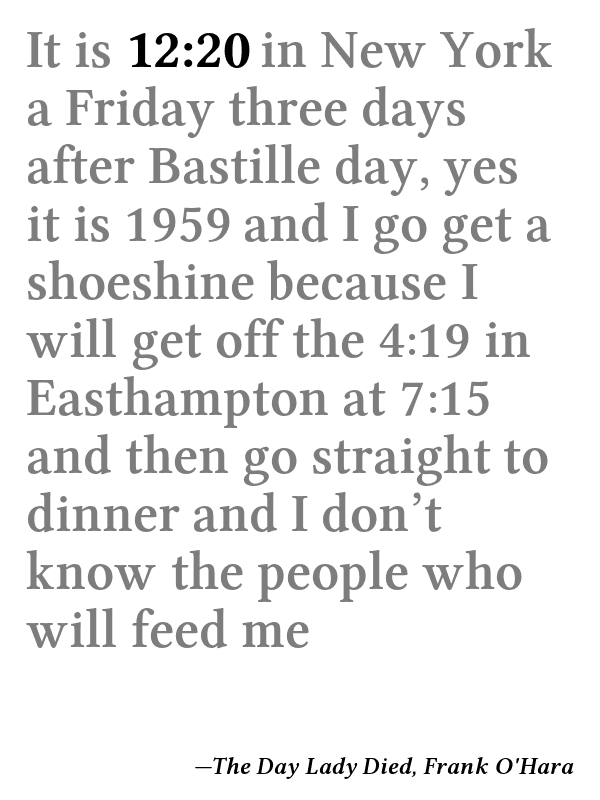 It is 12:20 in New York
a Friday three days
after Bastille day, yes
it is 1959 and I go get a
shoeshine because I
will get off the 4:19 in
Easthampton at 7:15
and then go straight to
dinner and I don’t
know the people who
will feed me
—The Day Lady Died, Frank O'Hara